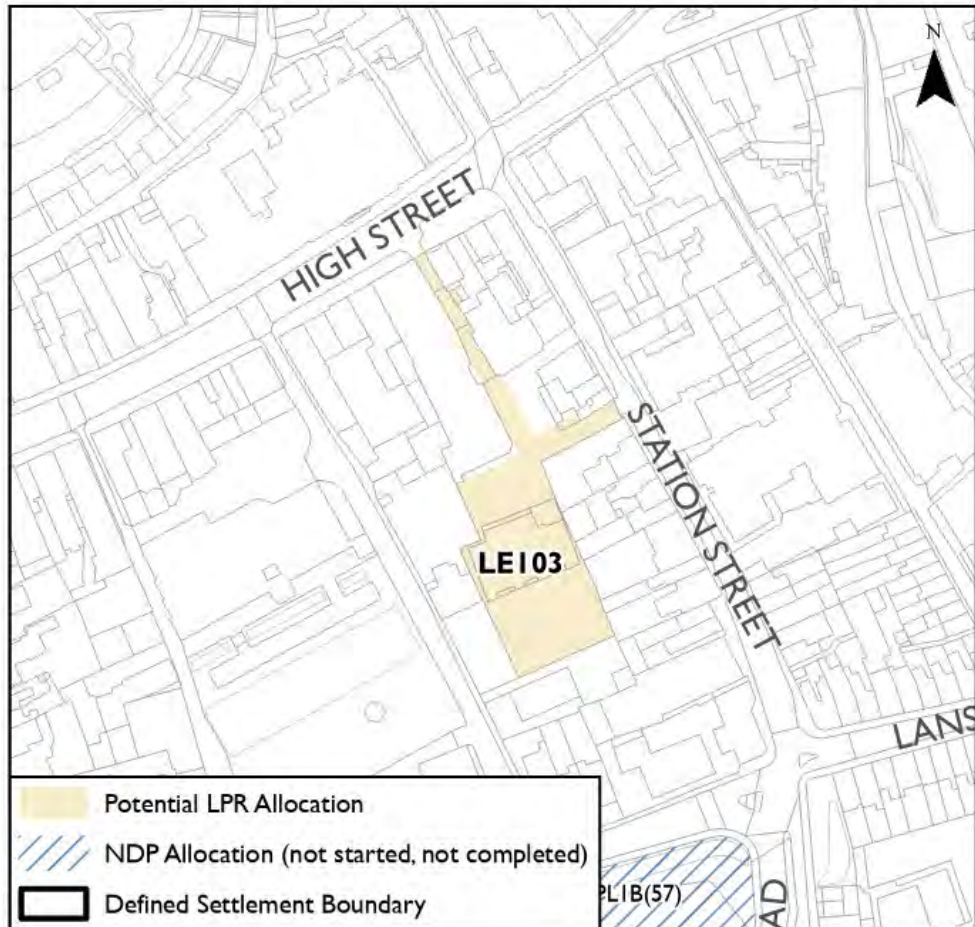 N
HIGH STREET
STATION STREET
LE103
LANS
Potential LPR Allocation
NDP Allocation (not started, not completed)
Defined Settlement Boundary
PL1B(57)
AD